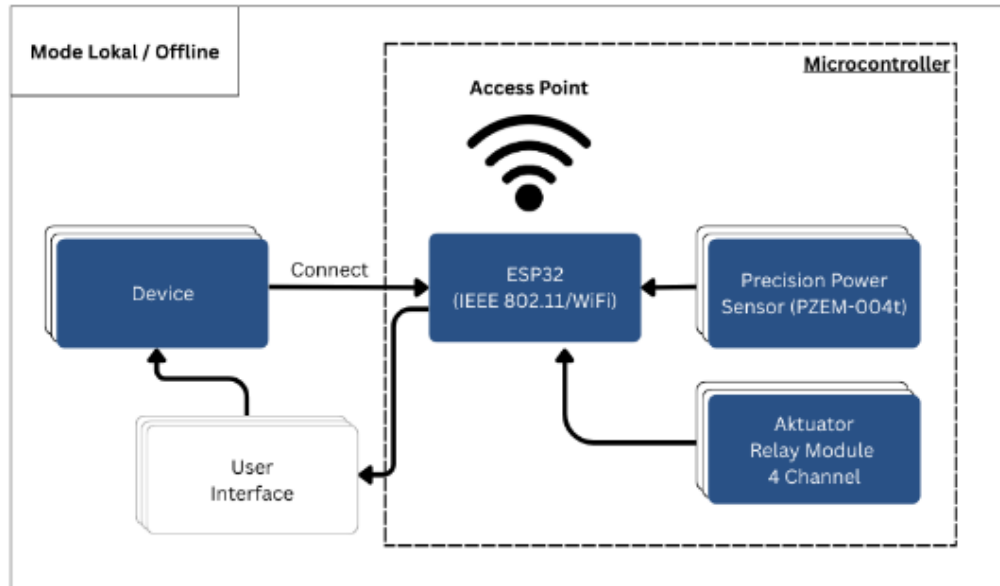 Mode Lokal / Offline
Microcontroller
Access Point
Device
Connect
ESP32
(IEEE 802.11/WiFi)
Precision Power
Sensor (PZEM-004t)
User
Interface
Aktuator
Relay Module
4 Channel